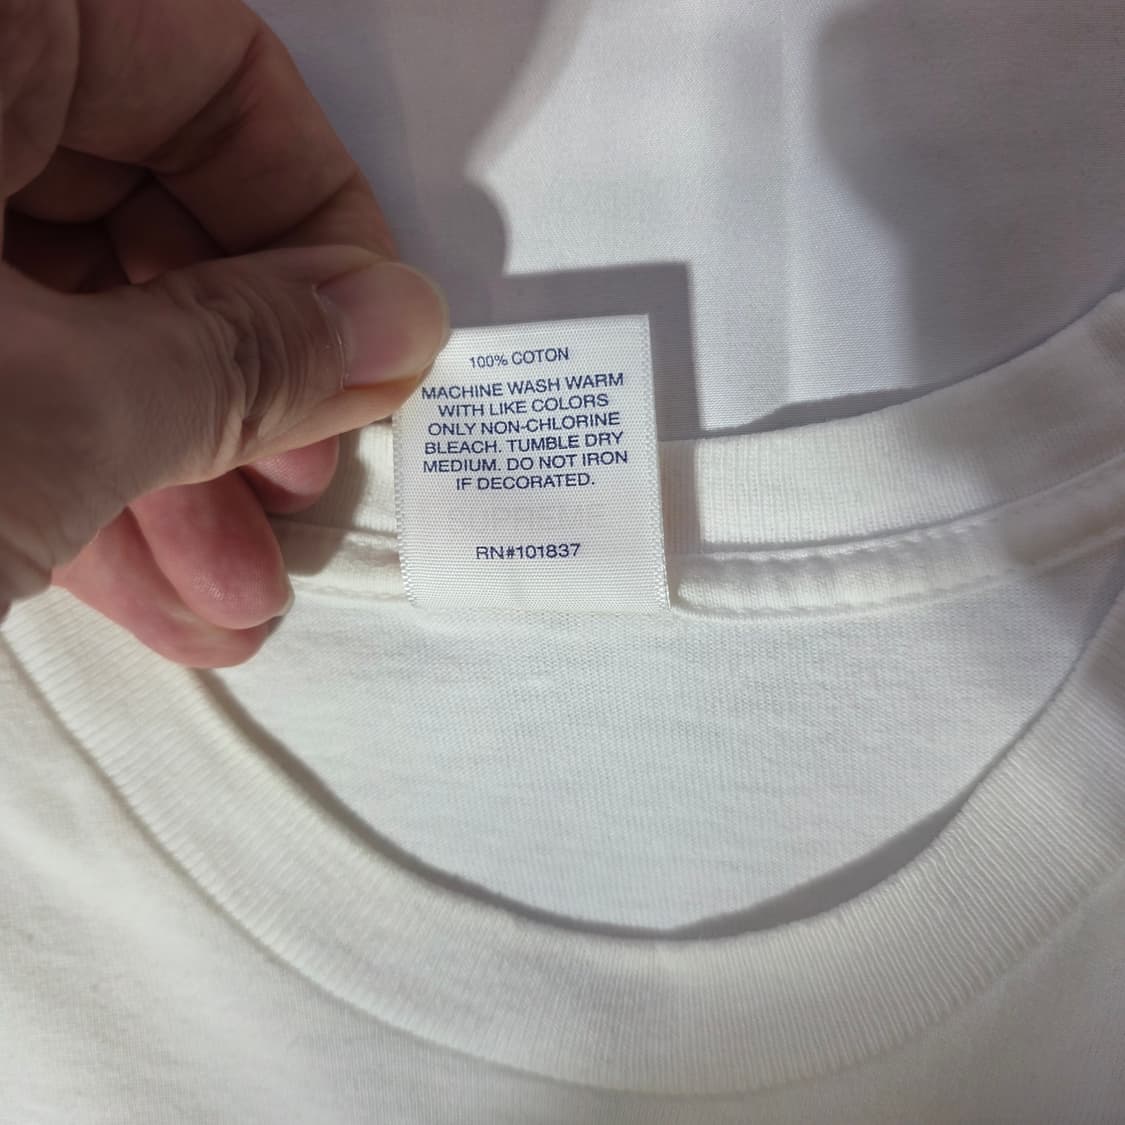 100% COTON
MACHINE WASH WARM
WITH LIKE COLORS
ONLY NON-CHLORINE
BLEACH. TUMBLE DRY
MEDIUM. DO NOT IRON
IF DECORATED.
RN#101837